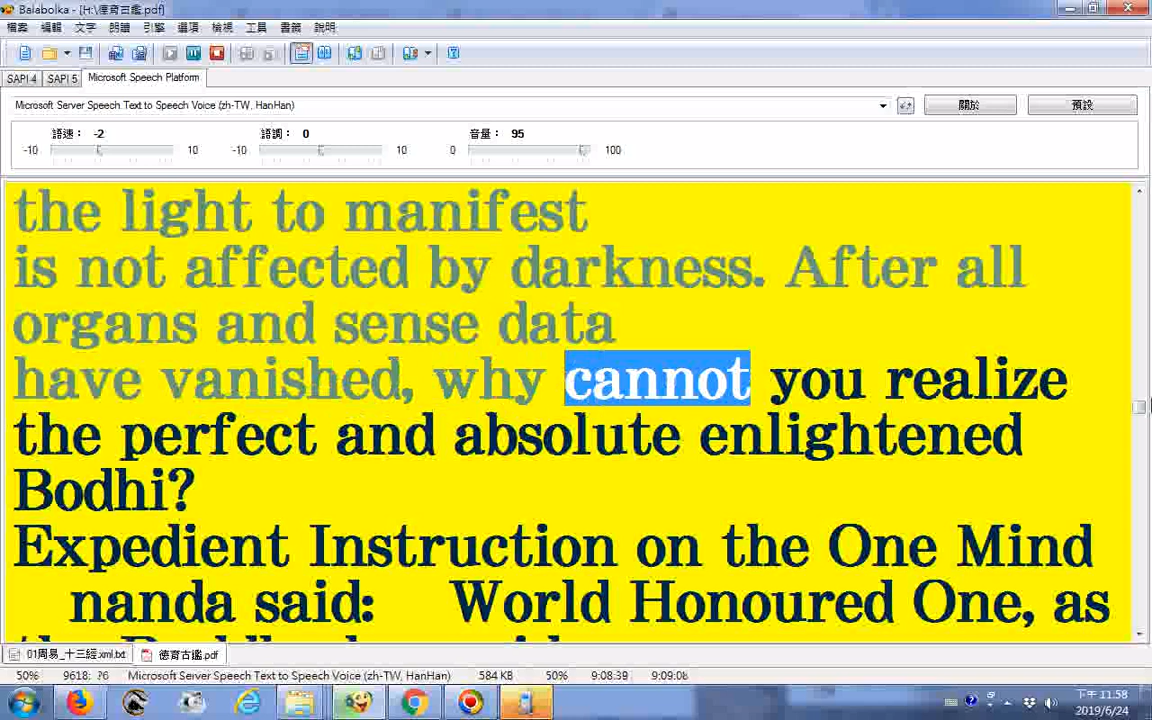 Balabolka - [H:\德育古鑑.pdf]
檔案 編輯 文字 朗讀 引擎 選項 檢視 工具 書籤 說明
SAPI 4 SAPI 5 Microsoft Speech Platform
Microsoft Server Speech Text to Speech Voice (zh-TW, HanHan) 關於 預設
語速: -2 語調: 0 音量: 95
-10 10 -10 10 0 100
the light to manifest
is not affected by darkness. After all
organs and sense data
have vanished, why cannot you realize
the perfect and absolute enlightened
Bodhi?
Expedient Instruction on the One Mind
nanda said: World Honoured One, as
01周易_十三經.xml.txt 德育古鑑.pdf
50% 9618: 76 Microsoft Server Speech Text to Speech Voice (zh-TW, HanHan) 584 KB 50% 9:08:39 9:09:08
下午 11:58
2019/6/24